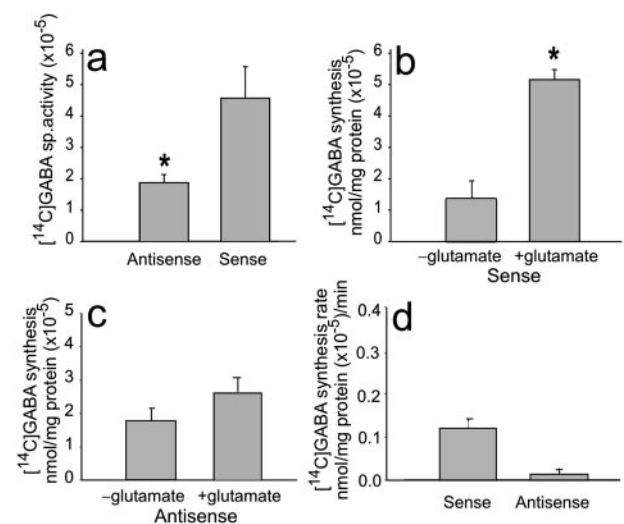 a
[14C]GABA sp.activity (x10-5)
6
5
4
3
2
1
0
*
Antisense Sense
b
[14C]GABA synthesis
nmol/mg protein (x10-5)
6
5
4
3
2
1
0
*
–glutamate +glutamate
Sense
c
[14C]GABA synthesis
nmol/mg protein (x10-5)
5
4
3
2
1
0
–glutamate +glutamate
Antisense
d
[14C]GABA synthesis rate
nmol/mg protein (x10-5)/min
0.4
0.3
0.2
0.1
0.0
Sense Antisense